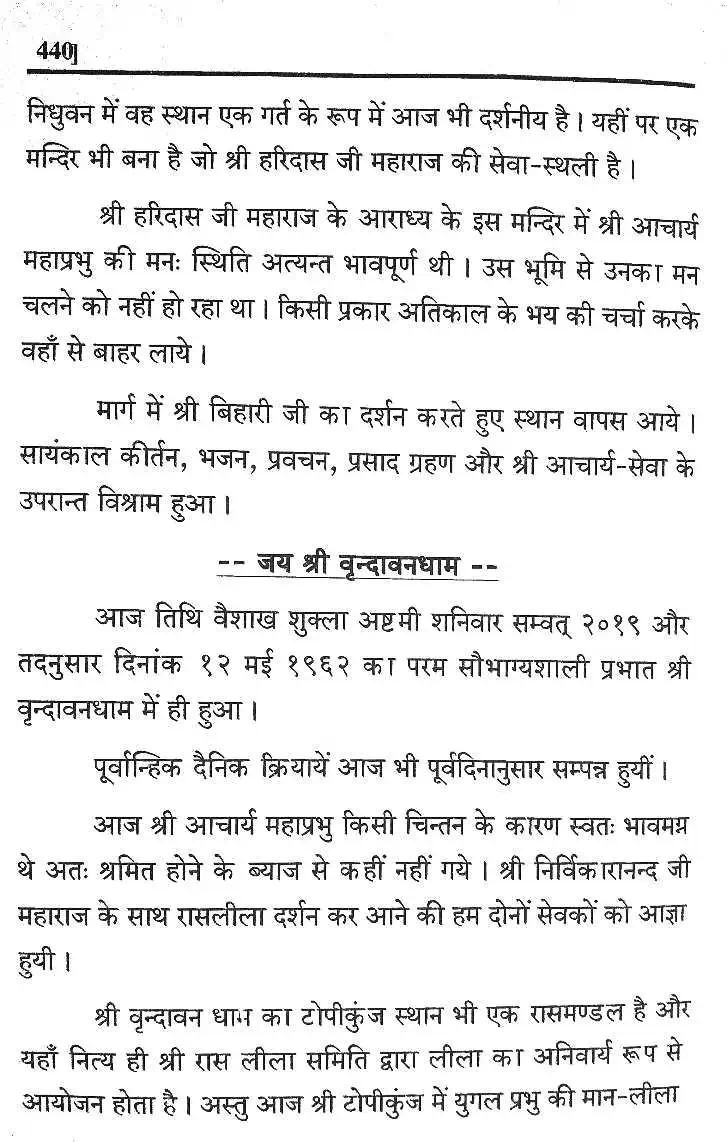 440]
निधुवन में वह स्थान एक गर्त के रूप में आज भी दर्शनीय है। यहीं पर एक
मन्दिर भी बना है जो श्री हरिदास जी महाराज की सेवा-स्थली है।
श्री हरिदास जी महाराज के आराध्य के इस मन्दिर में श्री आचार्य
महाप्रभु की मनः स्थिति अत्यन्त भावपूर्ण थी। उस भूमि से उनका मन
चलने को नहीं हो रहा था। किसी प्रकार अतिकाल के भय की चर्चा करके
वहाँ से बाहर लाये।
मार्ग में श्री बिहारी जी का दर्शन करते हुए स्थान वापस आये।
सायंकाल कीर्तन, भजन, प्रवचन, प्रसाद ग्रहण और श्री आचार्य-सेवा के
उपरान्त विश्राम हुआ।
-- जय श्री वृन्दावनधाम --
आज तिथि वैशाख शुक्ला अष्टमी शनिवार सम्वत् २०१९ और
तदनुसार दिनांक १२ मई १९६२ का परम सौभाग्यशाली प्रभात श्री
वृन्दावनधाम में ही हुआ।
पूर्वान्हिक दैनिक क्रियायें आज भी पूर्वदिनानुसार सम्पन्न हुयीं।
आज श्री आचार्य महाप्रभु किसी चिन्तन के कारण स्वतः भावमग्न
थे अतः श्रमित होने के ब्याज से कहीं नहीं गये। श्री निर्विकारानन्द जी
महाराज के साथ रासलीला दर्शन कर आने की हम दोनों सेवकों को आज्ञा
हुयी।
श्री वृन्दावन धाम का टोपीकुंज स्थान भी एक रासमण्डल है और
यहाँ नित्य ही श्री रास लीला समिति द्वारा लीला का अनिवार्य रूप से
आयोजन होता है। अस्तु आज श्री टोपीकुंज में युगल प्रभु की मान-लीला